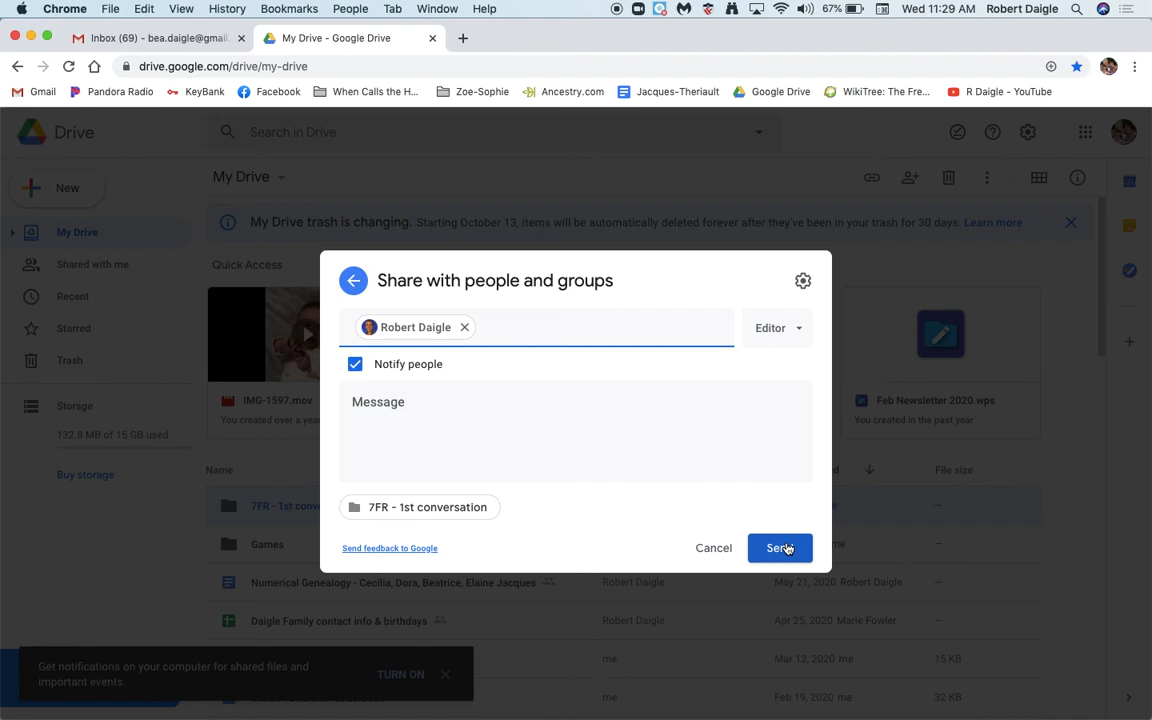 Chrome File Edit View History Bookmarks People Tab Window Help 67% Wed 11:29 AM Robert Daigle
Inbox (69) - bea.daigle@gmail. My Drive - Google Drive
drive.google.com/drive/my-drive
Gmail Pandora Radio KeyBank Facebook When Calls the H... Zoe-Sophie Ancestry.com Jacques-Theriault Google Drive WikiTree: The Fre... R Daigle - YouTube
Drive Search in Drive
New My Drive
My Drive trash is changing. Starting October 13, items will be automatically deleted forever after they've been in your trash for 30 days. Learn more
My Drive
Shared with me
Recent
Starred
Trash
Storage
132.8 MB of 15 GB used
Buy storage
Quick Access
IMG-1597.mov
You created over a yea
Feb Newsletter 2020.wps
You created in the past year
Share with people and groups
Robert Daigle Editor
Notify people
Message
7FR - 1st conversation
Send feedback to Google Cancel
Name File size
7FR - 1st conve —
Games me —
Numerical Genealogy - Cecilia, Dora, Beatrice, Elaine Jacques Robert Daigle May 21, 2020 Robert Daigle —
Daigle Family contact info & birthdays Robert Daigle Apr 25, 2020 Marie Fowler —
me Mar 12, 2020 me 15 KB
me Feb 19, 2020 me 32 KB
Get notifications on your computer for shared files and
important events. TURN ON